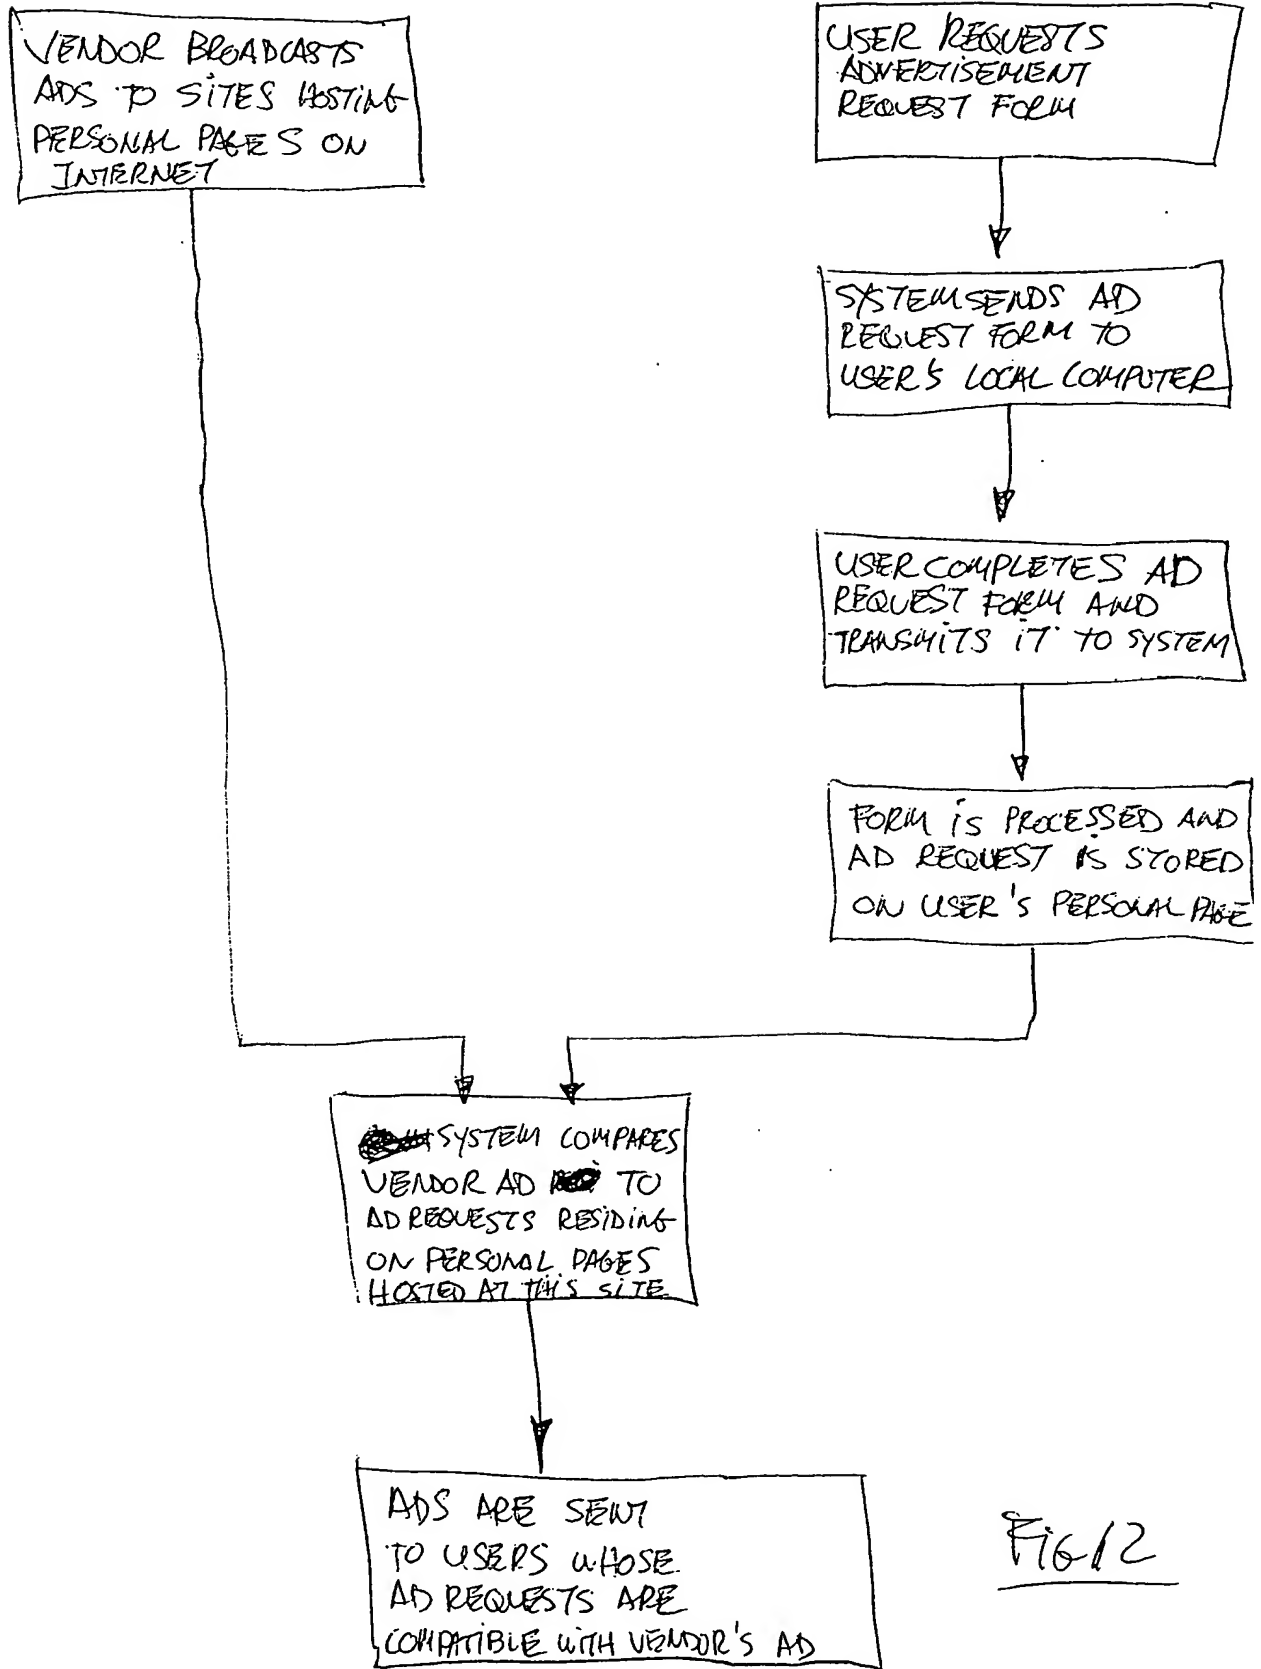 VENDOR BROADCASTS
ADS TO SITES HOSTING
PERSONAL PAGES ON
INTERNET
USER REQUESTS
ADVERTISEMENT
REQUEST FORM
SYSTEM SENDS AD
REQUEST FORM TO
USER'S LOCAL COMPUTER
USER COMPLETES AD
REQUEST FORM AND
TRANSMITS IT TO SYSTEM
FORM IS PROCESSED AND
AD REQUEST IS STORED
ON USER'S PERSONAL PAGE
SYSTEM COMPARES
VENDOR AD TO
AD REQUESTS RESIDING
ON PERSONAL PAGES
HOSTED AT THIS SITE
ADS ARE SENT
TO USERS WHOSE
AD REQUESTS ARE
COMPATIBLE WITH VENDOR'S AD
FIG 12